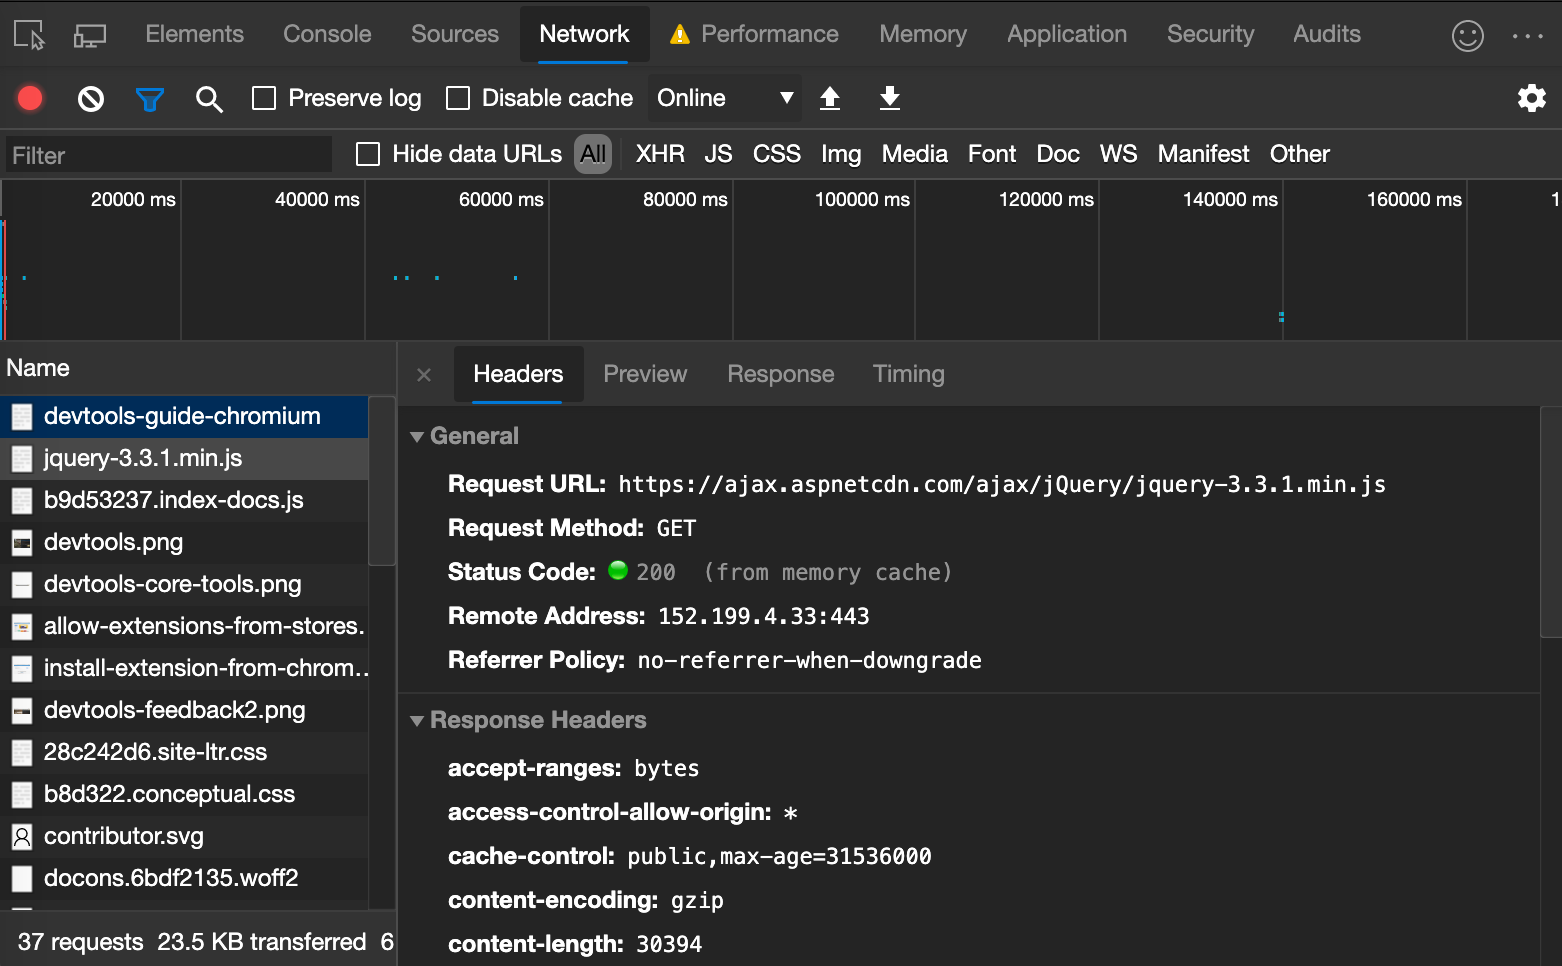 Elements Console Sources Network Performance Memory Application Security Audits
Preserve log Disable cache Online
Filter Hide data URLs All XHR JS CSS Img Media Font Doc WS Manifest Other
20000 ms 40000 ms 60000 ms 80000 ms 100000 ms 120000 ms 140000 ms 160000 ms 1
Name
devtools-guide-chromium
jquery-3.3.1.min.js
b9d53237.index-docs.js
devtools.png
devtools-core-tools.png
allow-extensions-from-stores.
install-extension-from-chrom..
devtools-feedback2.png
28c242d6.site-ltr.css
b8d322.conceptual.css
contributor.svg
docons.6bdf2135.woff2
37 requests 23.5 KB transferred 6
Headers Preview Response Timing
General
Request URL: https://ajax.aspnetcdn.com/ajax/jQuery/jquery-3.3.1.min.js
Request Method: GET
Status Code: 200 (from memory cache)
Remote Address: 152.199.4.33:443
Referrer Policy: no-referrer-when-downgrade
Response Headers
accept-ranges: bytes
access-control-allow-origin: *
cache-control: public,max-age=31536000
content-encoding: gzip
content-length: 30394